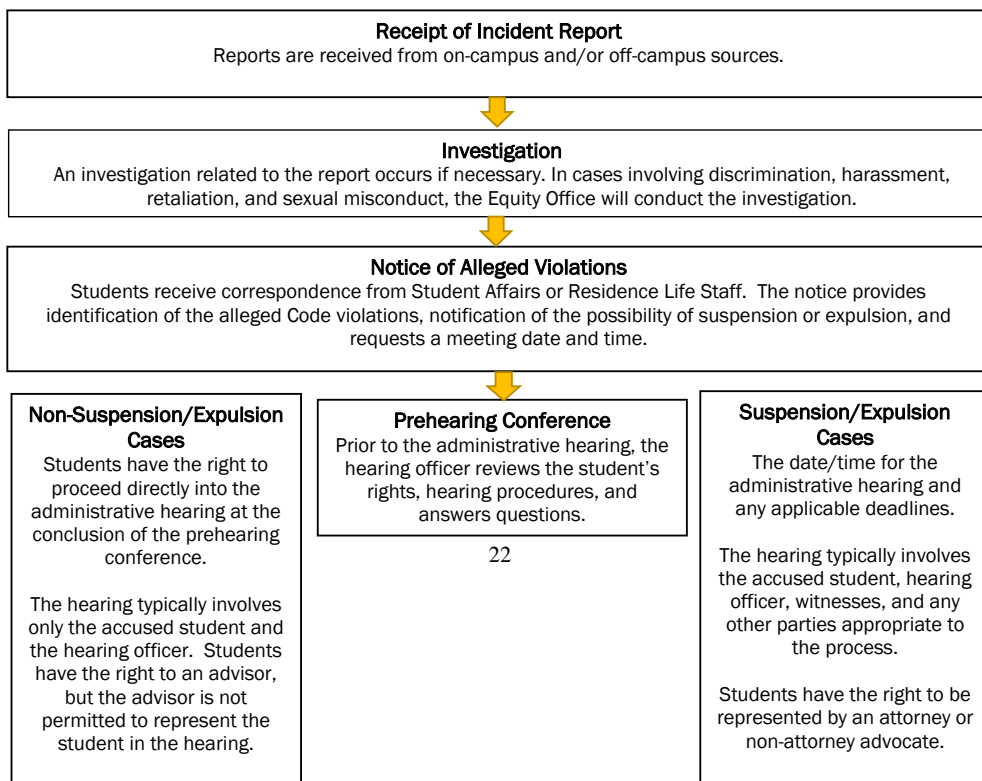 Receipt of Incident Report
Reports are received from on-campus and/or off-campus sources.
Investigation
An investigation related to the report occurs if necessary. In cases involving discrimination, harassment,
retaliation, and sexual misconduct, the Equity Office will conduct the investigation.
Notice of Alleged Violations
Students receive correspondence from Student Affairs or Residence Life Staff.  The notice provides
identification of the alleged Code violations, notification of the possibility of suspension or expulsion, and
requests a meeting date and time.
Non-Suspension/Expulsion
Cases
Students have the right to
proceed directly into the
administrative hearing at the
conclusion of the prehearing
conference.
The hearing typically involves
only the accused student and
the hearing officer.  Students
have the right to an advisor,
but the advisor is not
permitted to represent the
student in the hearing.
Prehearing Conference
Prior to the administrative hearing, the
hearing officer reviews the student's
rights, hearing procedures, and
answers questions.
22
Suspension/Expulsion
Cases
The date/time for the
administrative hearing and
any applicable deadlines.
The hearing typically involves
the accused student, hearing
officer, witnesses, and any
other parties appropriate to
the process.
Students have the right to be
represented by an attorney or
non-attorney advocate.